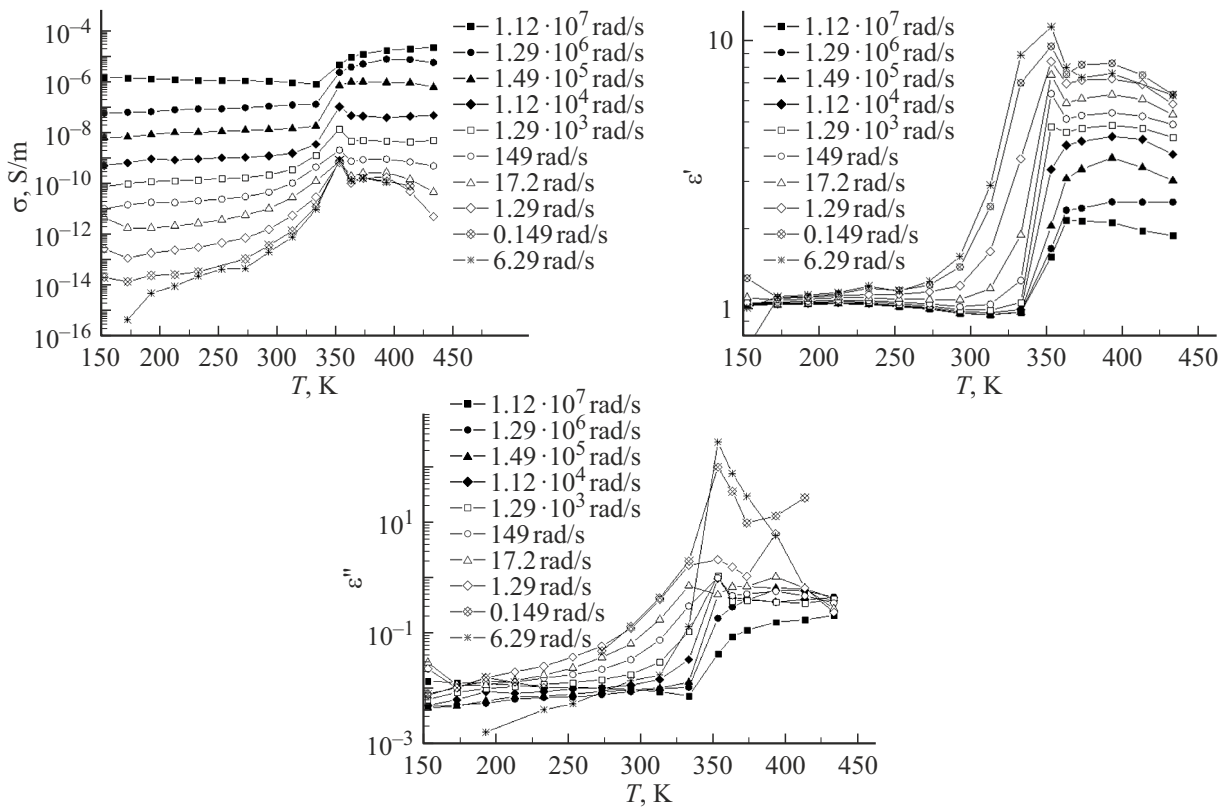 10⁻⁴
10⁻⁶
10⁻⁸
10⁻¹⁰
10⁻¹²
10⁻¹⁴
10⁻¹⁶
σ, S/m
150 200 250 300 350 400 450
T, K
1.12 · 10⁷ rad/s
1.29 · 10⁶ rad/s
1.49 · 10⁵ rad/s
1.12 · 10⁴ rad/s
1.29 · 10³ rad/s
149 rad/s
17.2 rad/s
1.29 rad/s
0.149 rad/s
6.29 rad/s
10
1
ε'
150 200 250 300 350 400 450
T, K
1.12 · 10⁷ rad/s
1.29 · 10⁶ rad/s
1.49 · 10⁵ rad/s
1.12 · 10⁴ rad/s
1.29 · 10³ rad/s
149 rad/s
17.2 rad/s
1.29 rad/s
0.149 rad/s
6.29 rad/s
10¹
10⁻¹
10⁻³
ε''
150 200 250 300 350 400 450
T, K
1.12 · 10⁷ rad/s
1.29 · 10⁶ rad/s
1.49 · 10⁵ rad/s
1.12 · 10⁴ rad/s
1.29 · 10³ rad/s
149 rad/s
17.2 rad/s
1.29 rad/s
0.149 rad/s
6.29 rad/s